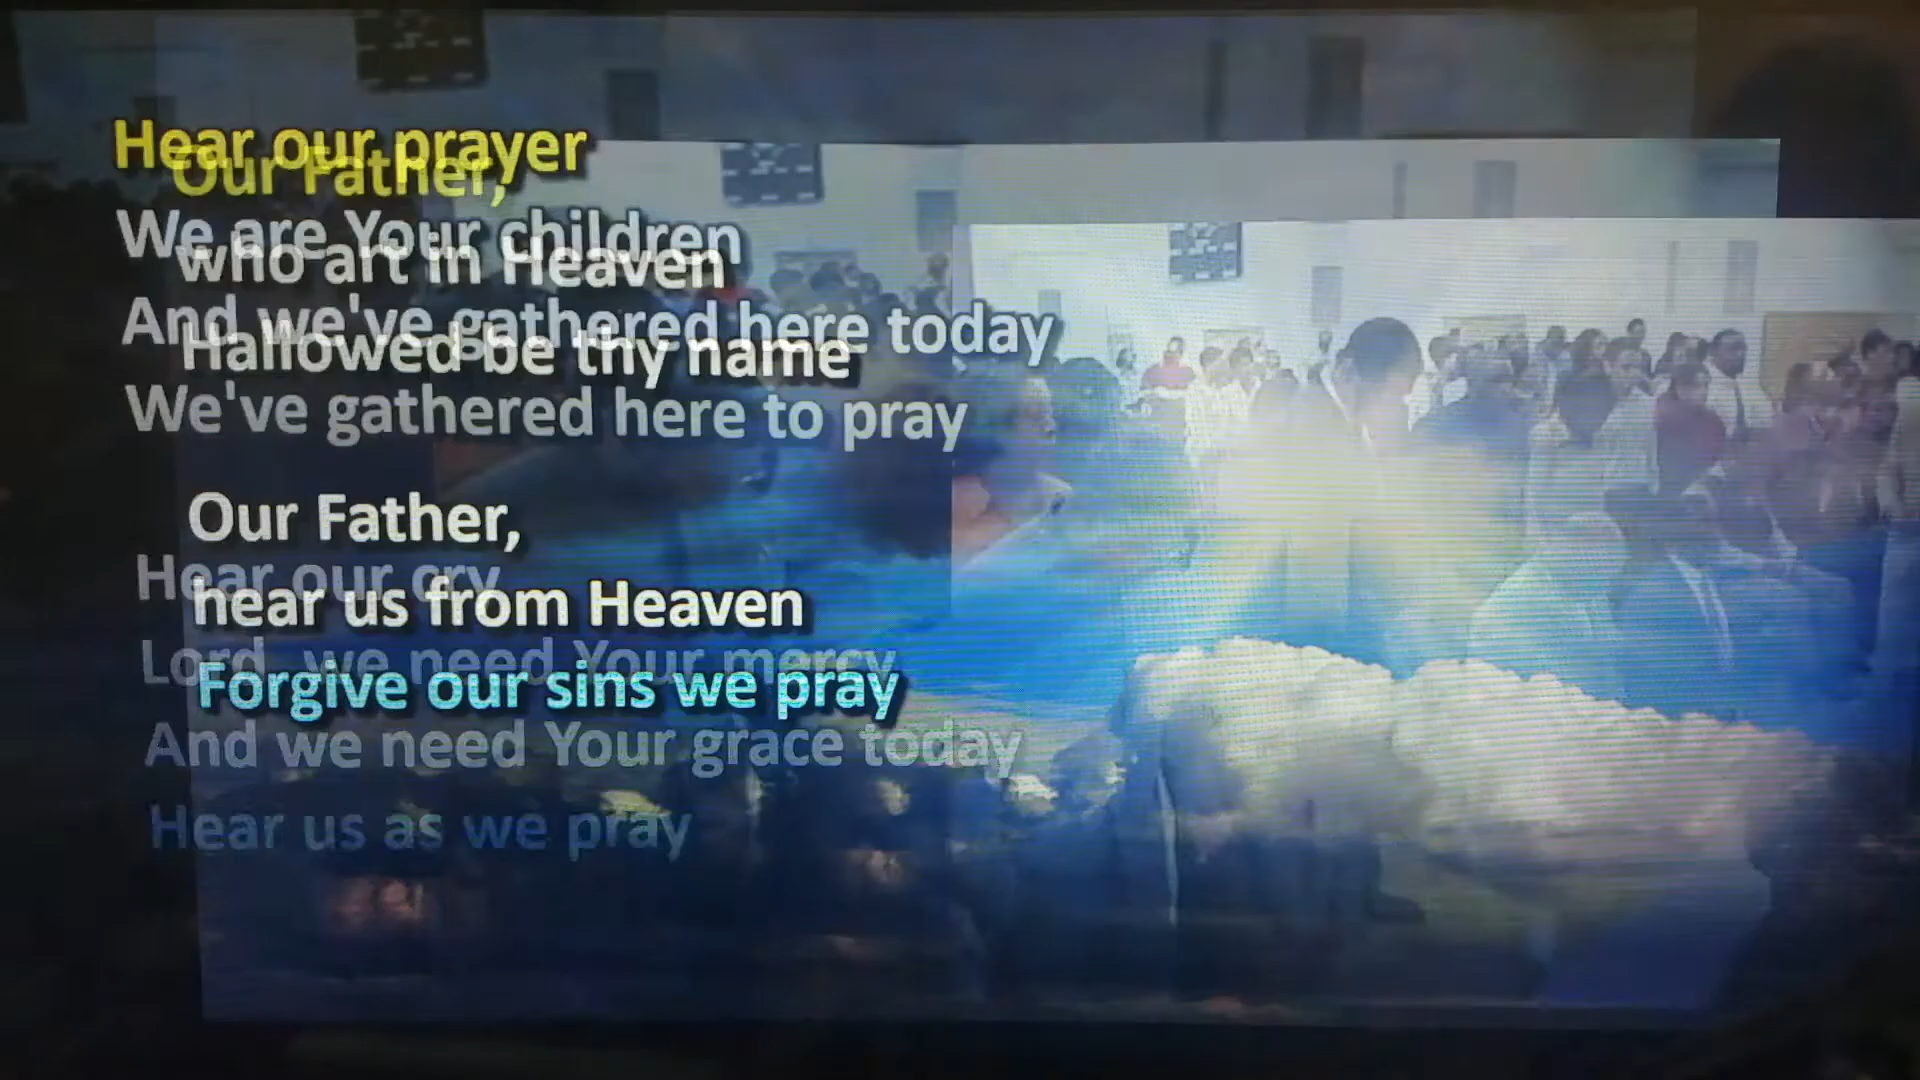 Hear our prayer
We are Your children
And we've gathered here today
We've gathered here to pray
Hear our cry
Lord, we need Your mercy
And we need Your grace today
Hear us as we pray
Our Father,
who art in Heaven
Hallowed be thy name
Our Father,
hear us from Heaven
Forgive our sins we pray